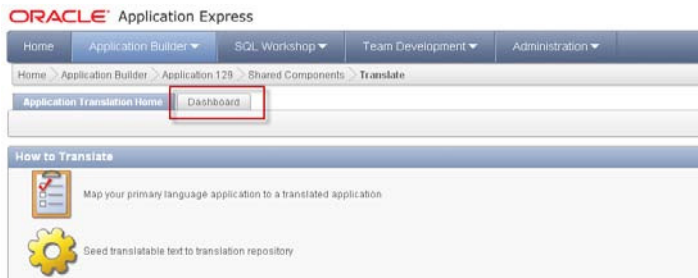 ORACLE Application Express
Home Application Builder SQL Workshop Team Development Administration
Home Application Builder Application 129 Shared Components Translate
Application Translation Home Dashboard
How to Translate
Map your primary language application to a translated application
Seed translatable text to translation repository